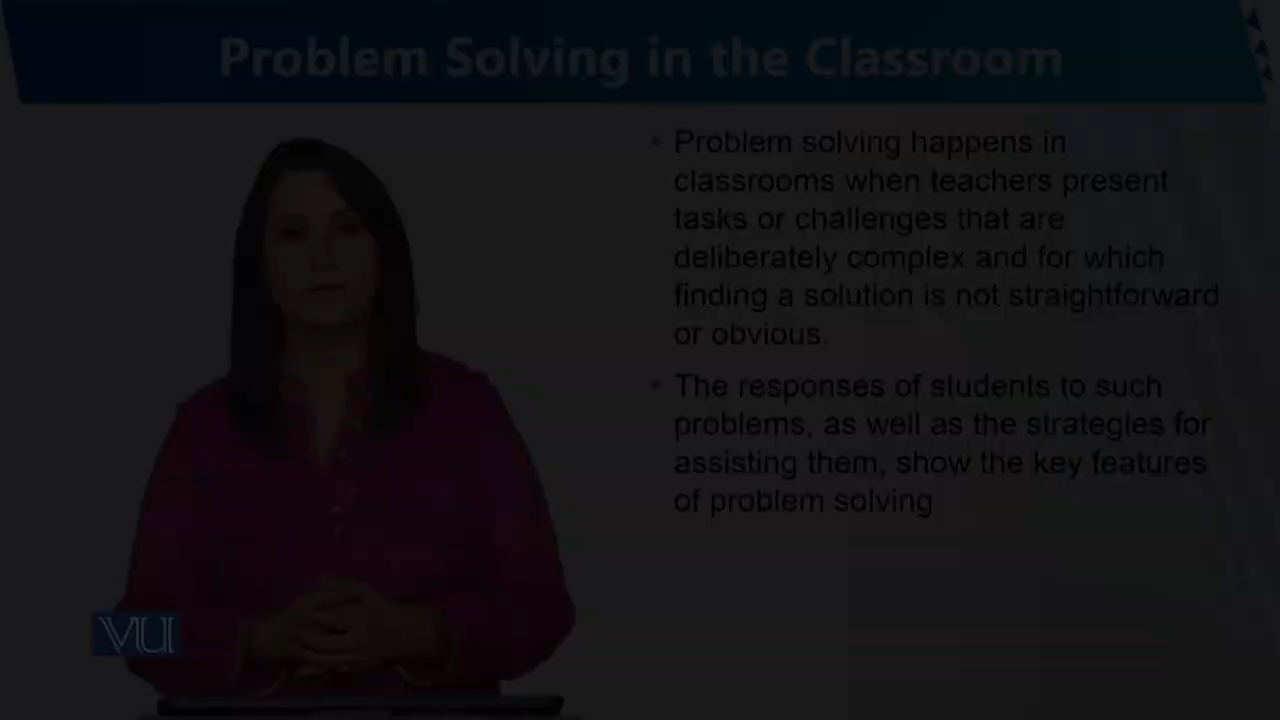 Problem Solving in the Classroom
• Problem solving happens in
classrooms when teachers present
tasks or challenges that are
deliberately complex and for which
finding a solution is not straightforward
or obvious.
• The responses of students to such
problems, as well as the strategies for
assisting them, show the key features
of problem solving
VU